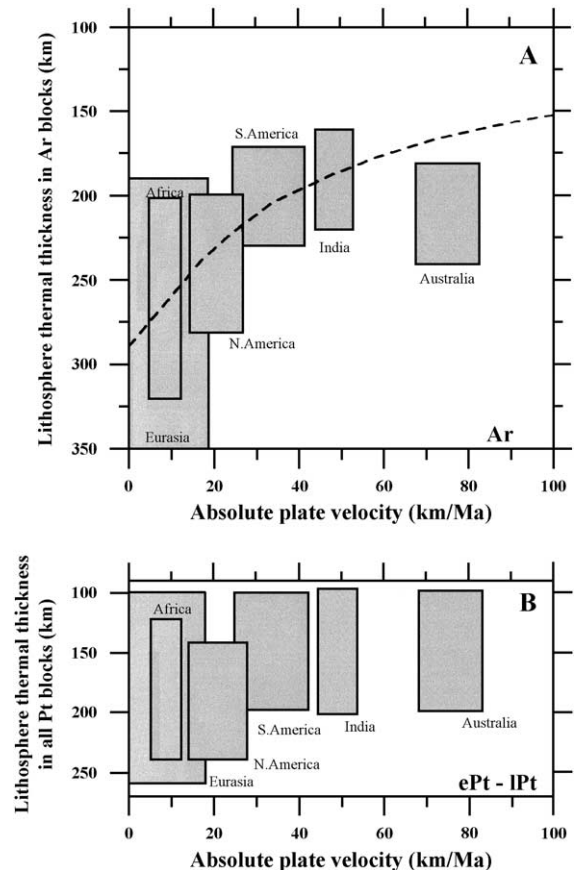 100
A
150
S.America
Africa
200
India
250
Australia
N.America
300
Eurasia
Ar
350
0 20 40 60 80 100
Absolute plate velocity (km/Ma)
Lithosphere thermal thickness in Ar blocks (km)
100
B
Africa
150
200
S.America
India
Australia
N.America
250
Eurasia
ePt - lPt
0 20 40 60 80 100
Absolute plate velocity (km/Ma)
Lithosphere thermal thickness
in all Pt blocks (km)